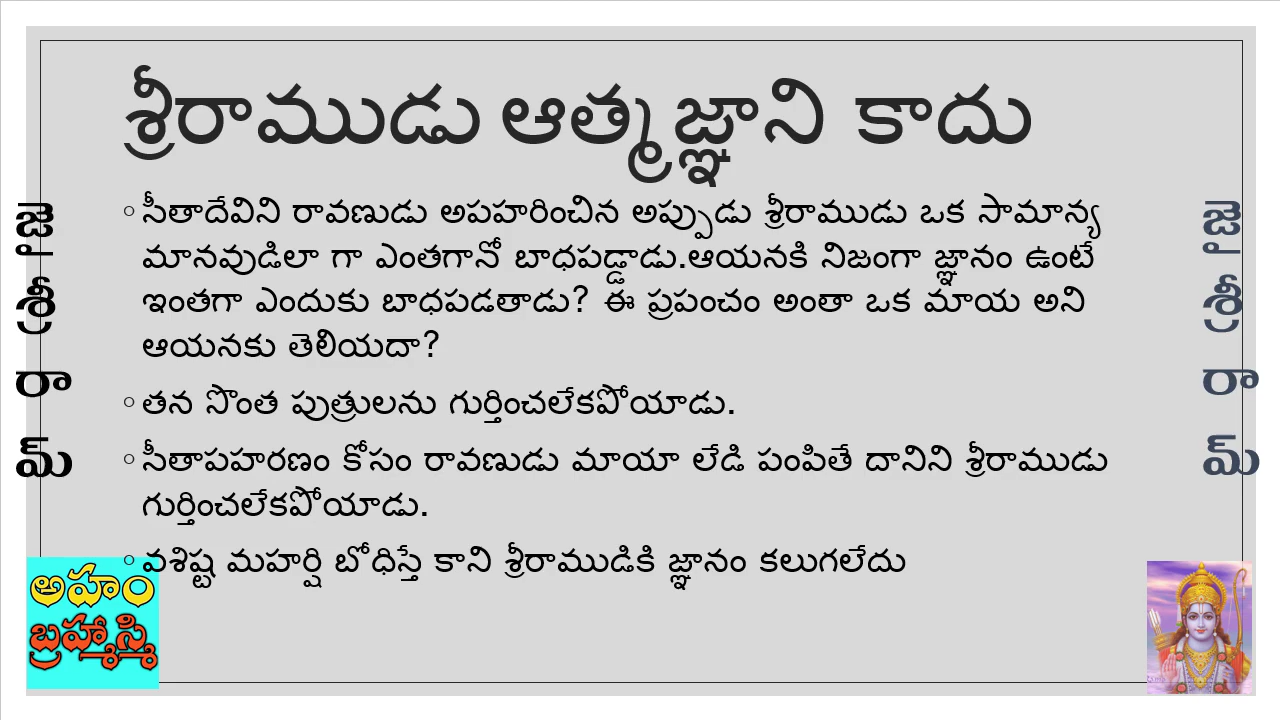 శ్రీరాముడు ఆత్మ జ్ఞాని కాదు
సీతాదేవిని రావణుడు అపహరించిన అప్పుడు శ్రీరాముడు ఒక సామాన్య
మానవుడిలా గా ఎంతగానో బాధపడ్డాడు.ఆయనకి నిజంగా జ్ఞానం ఉంటే
ఇంతగా ఎందుకు బాధపడతాడు? ఈ ప్రపంచం అంతా ఒక మాయ అని
ఆయనకు తెలియదా?
తన సొంత పుత్రులను గుర్తించలేకపోయాడు.
సీతాపహరణం కోసం రావణుడు మాయా లేడి పంపితే దానిని శ్రీరాముడు
గుర్తించలేకపోయాడు.
వశిష్ట మహర్షి బోధిస్తే కాని శ్రీరాముడికి జ్ఞానం కలుగలేదు
జై
శ్రీ
రా
మ్
జై
శ్రీ
రా
మ్
అహం
బ్రహ్మాస్మి